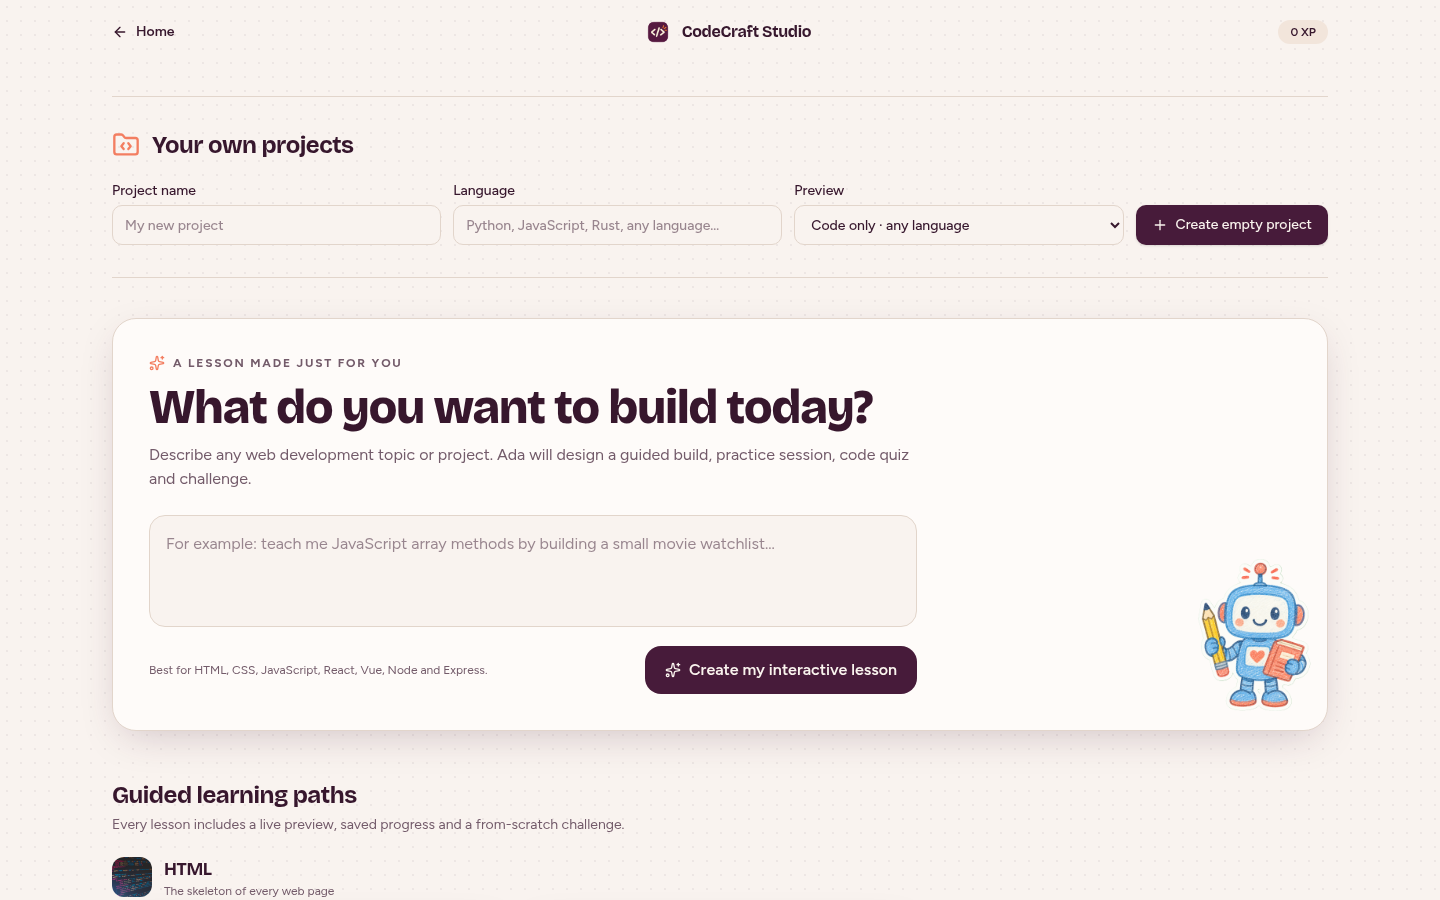 Home
CodeCraft Studio
0 XP
Your own projects
Project name
Language
Preview
My new project
Python, JavaScript, Rust, any language...
Code only · any language
Create empty project
A LESSON MADE JUST FOR YOU
What do you want to build today?
Describe any web development topic or project. Ada will design a guided build, practice session, code quiz
and challenge.
For example: teach me JavaScript array methods by building a small movie watchlist...
Best for HTML, CSS, JavaScript, React, Vue, Node and Express.
Create my interactive lesson
Guided learning paths
Every lesson includes a live preview, saved progress and a from-scratch challenge.
HTML
The skeleton of every web page